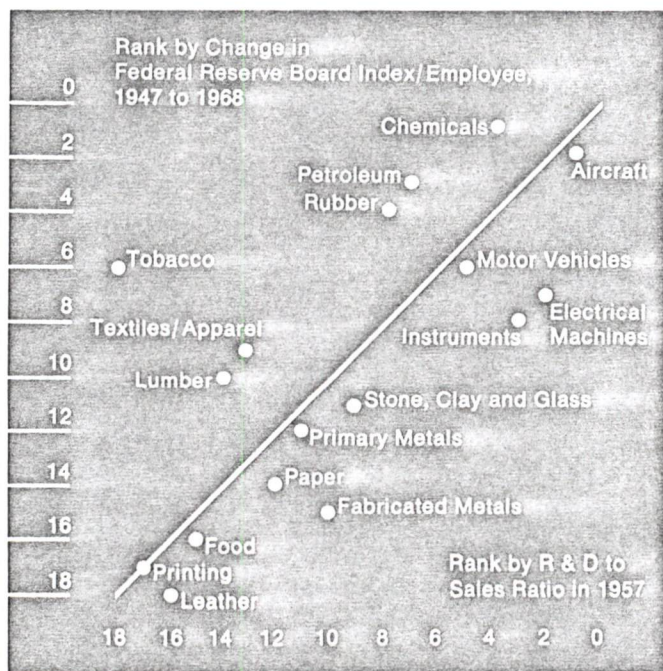 Rank by Change in
Federal Reserve Board Index/Employee,
1947 to 1968
0
2
4
6
8
10
12
14
16
18
Chemicals
Aircraft
Petroleum
Rubber
Tobacco
Motor Vehicles
Electrical
Machines
Instruments
Textiles/Apparel
Lumber
Stone, Clay and Glass
Primary Metals
Paper
Fabricated Metals
Food
Printing
Leather
Rank by R & D to
Sales Ratio in 1957
18 16 14 12 10 8 6 4 2 0